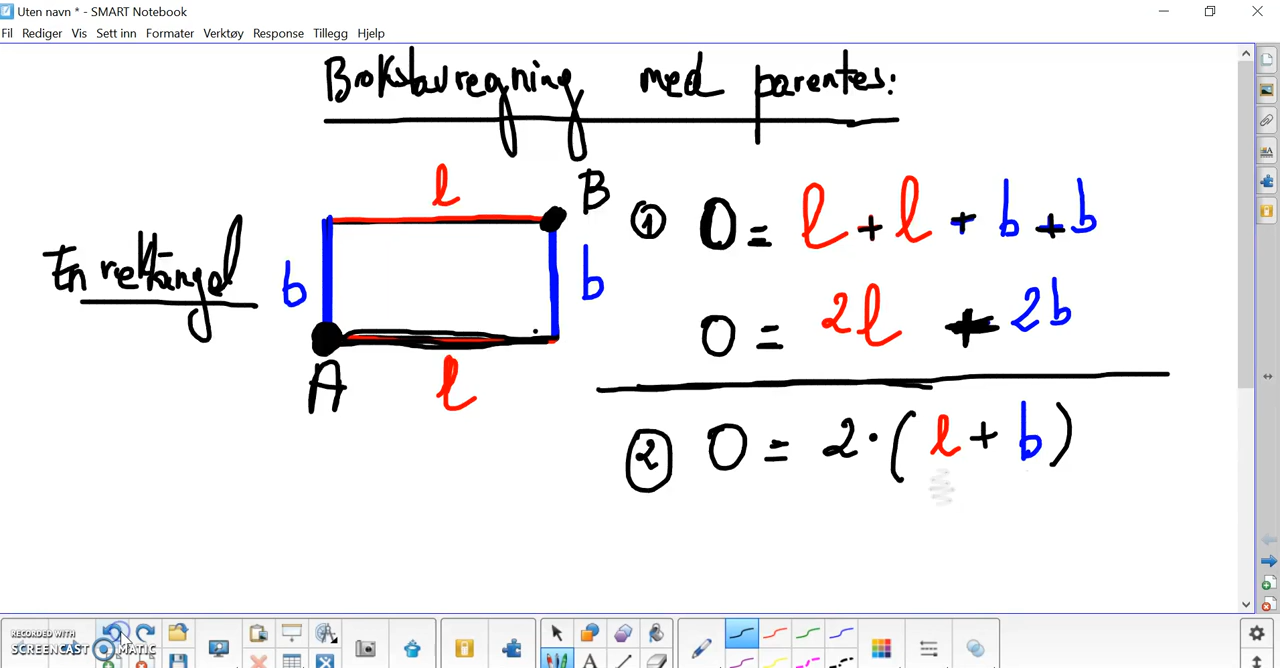 Uten navn * - SMART Notebook
Fil Rediger Vis Sett inn Formater Verktøy Response Tillegg Hjelp
Bokstavregning med parentes:
l
B
① O = l + l + b + b
En rektangel
b
b
O = 2l + 2b
A
l
② O = 2·(l + b)
RECORDED WITH
SCREENCAST MATIC
A